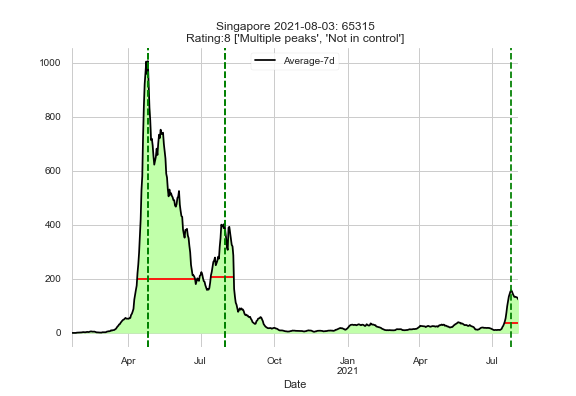 Singapore 2021-08-03: 65315
Rating:8 ['Multiple peaks', 'Not in control']
Average-7d
1000
800
600
400
200
0
Apr Jul Oct Jan Apr Jul
2021
Date